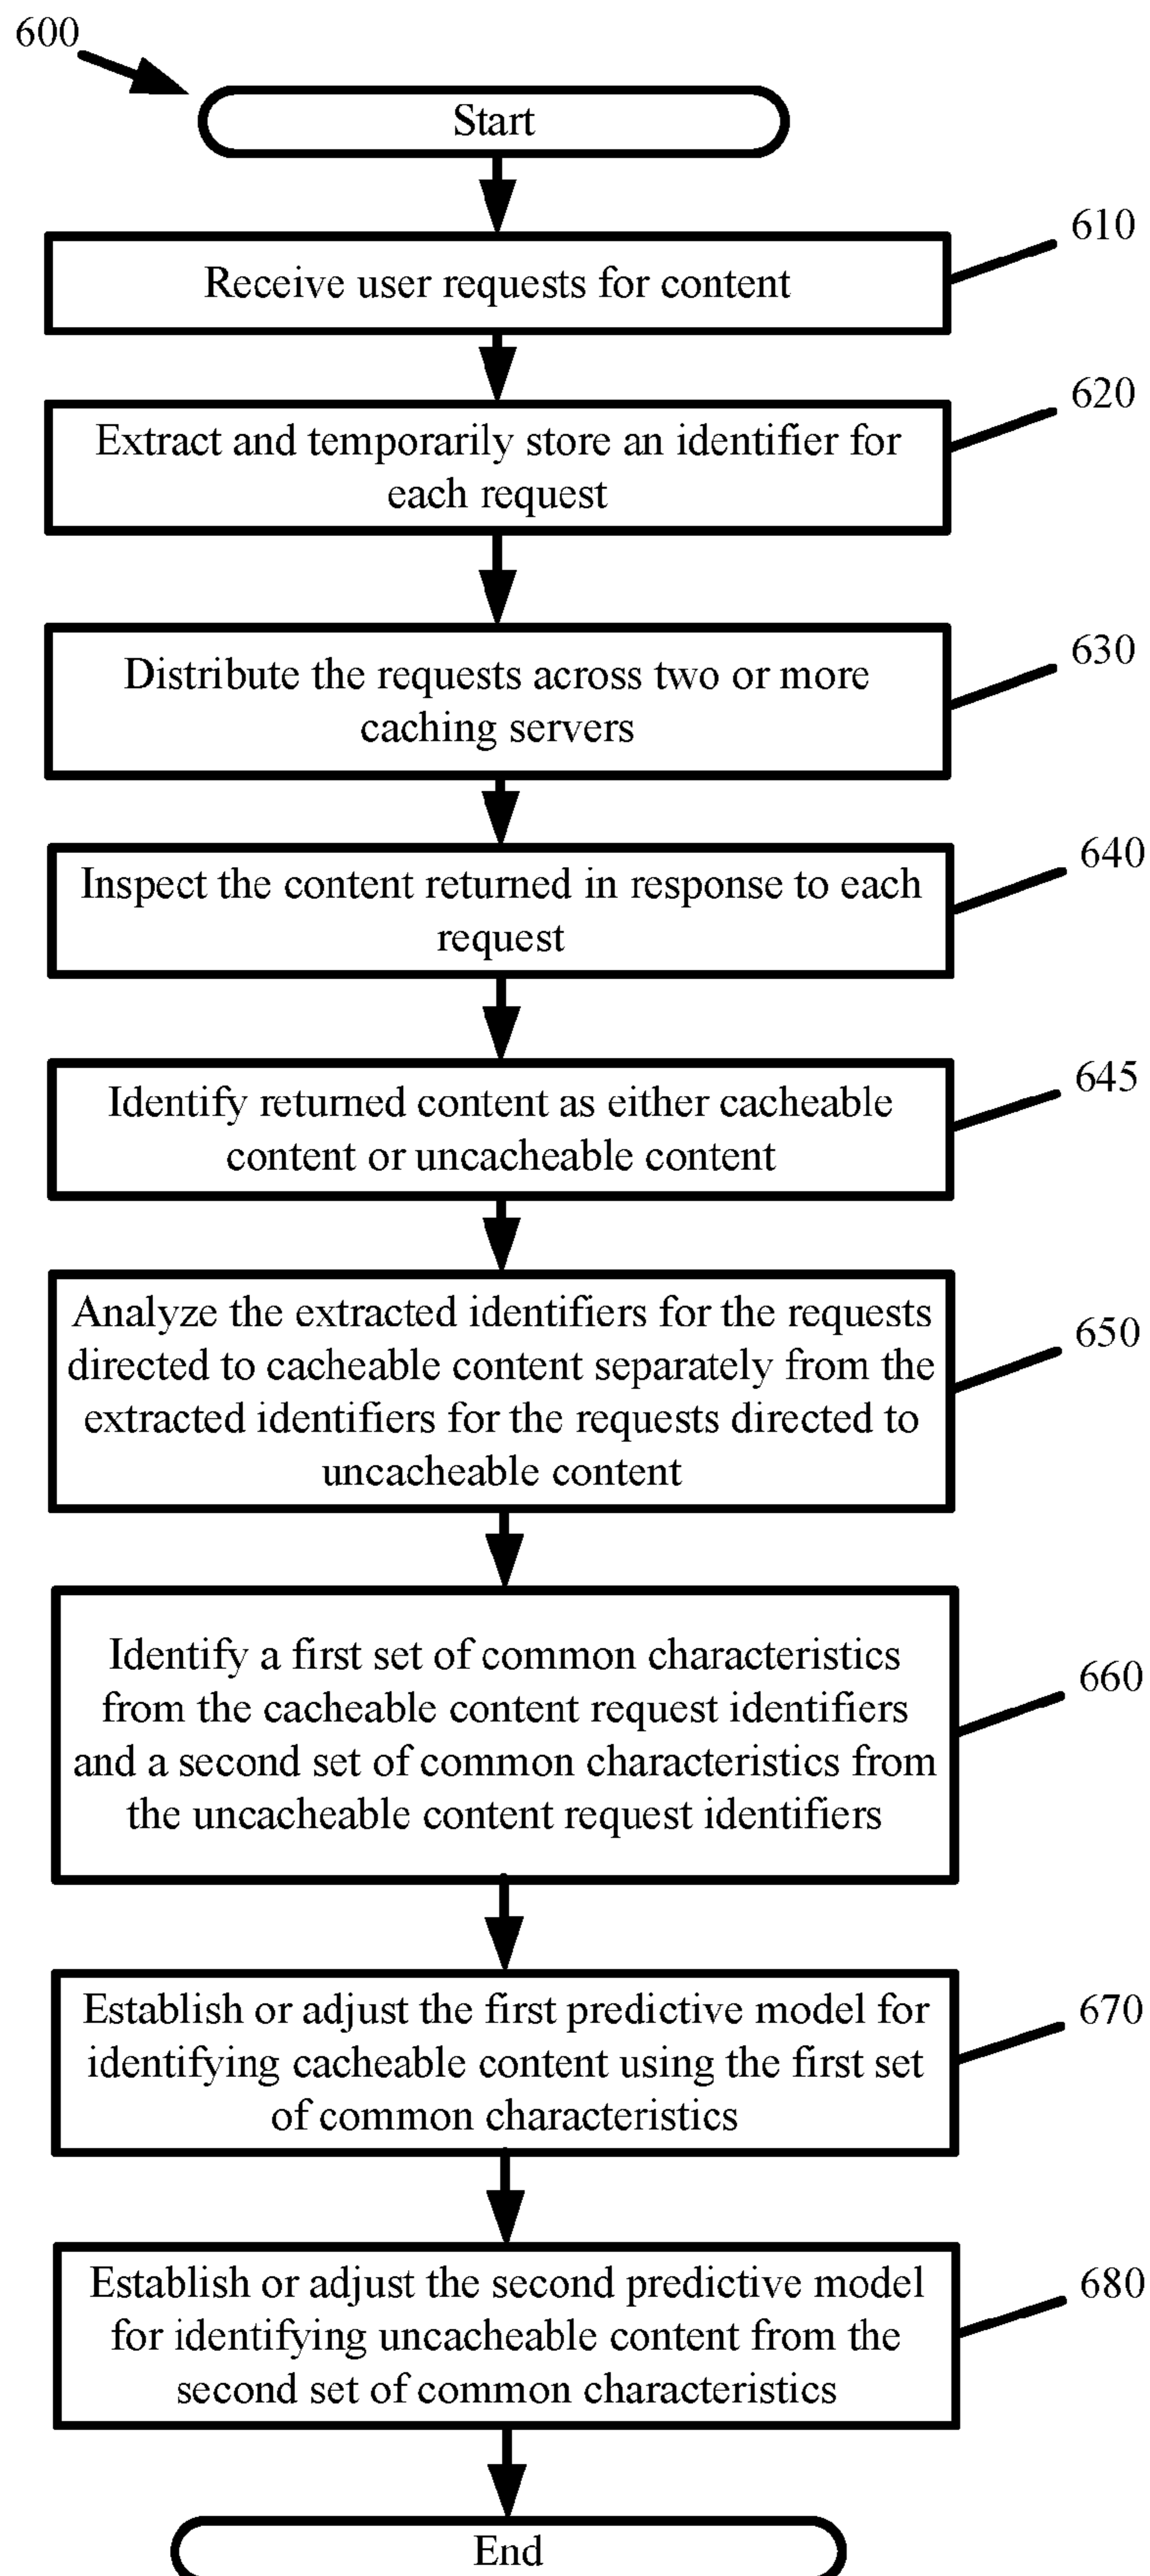 600
Start
610
Receive user requests for content
620
Extract and temporarily store an identifier for
each request
630
Distribute the requests across two or more
caching servers
640
Inspect the content returned in response to each
request
645
Identify returned content as either cacheable
content or uncacheable content
650
Analyze the extracted identifiers for the requests
directed to cacheable content separately from the
extracted identifiers for the requests directed to
uncacheable content
660
Identify a first set of common characteristics
from the cacheable content request identifiers
and a second set of common characteristics from
the uncacheable content request identifiers
670
Establish or adjust the first predictive model for
identifying cacheable content using the first set
of common characteristics
680
Establish or adjust the second predictive model
for identifying uncacheable content from the
second set of common characteristics
End